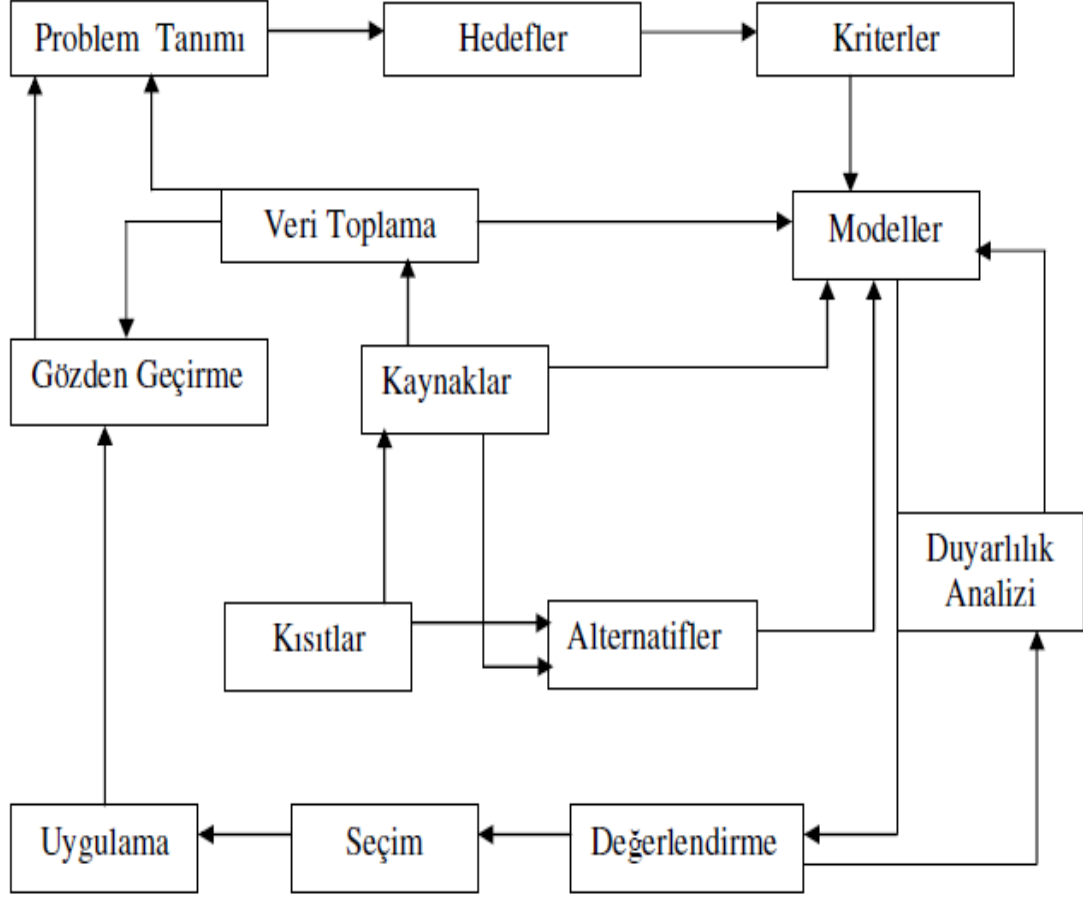 Problem Tanımı
Hedefler
Kriterler
Veri Toplama
Modeller
Gözden Geçirme
Kaynaklar
Duyarlılık
Analizi
Kısıtlar
Alternatifler
Uygulama
Seçim
Değerlendirme